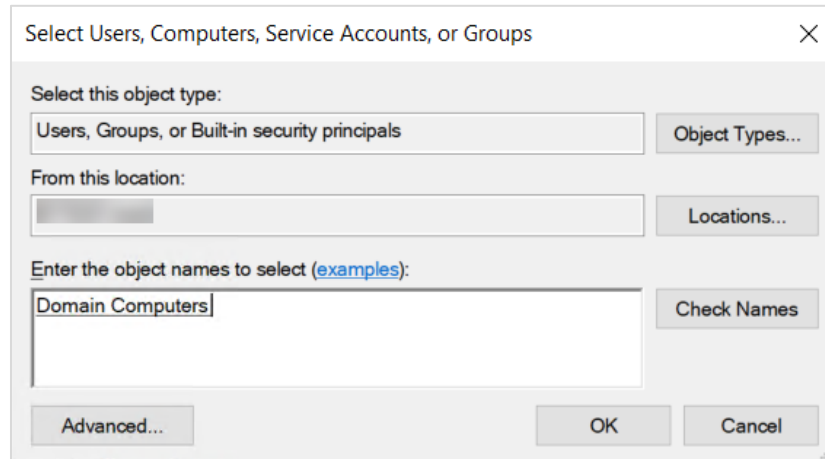 Select Users, Computers, Service Accounts, or Groups
Select this object type:
Users, Groups, or Built-in security principals
Object Types...
From this location:
Locations...
Enter the object names to select (examples):
Domain Computers
Check Names
Advanced...
OK
Cancel